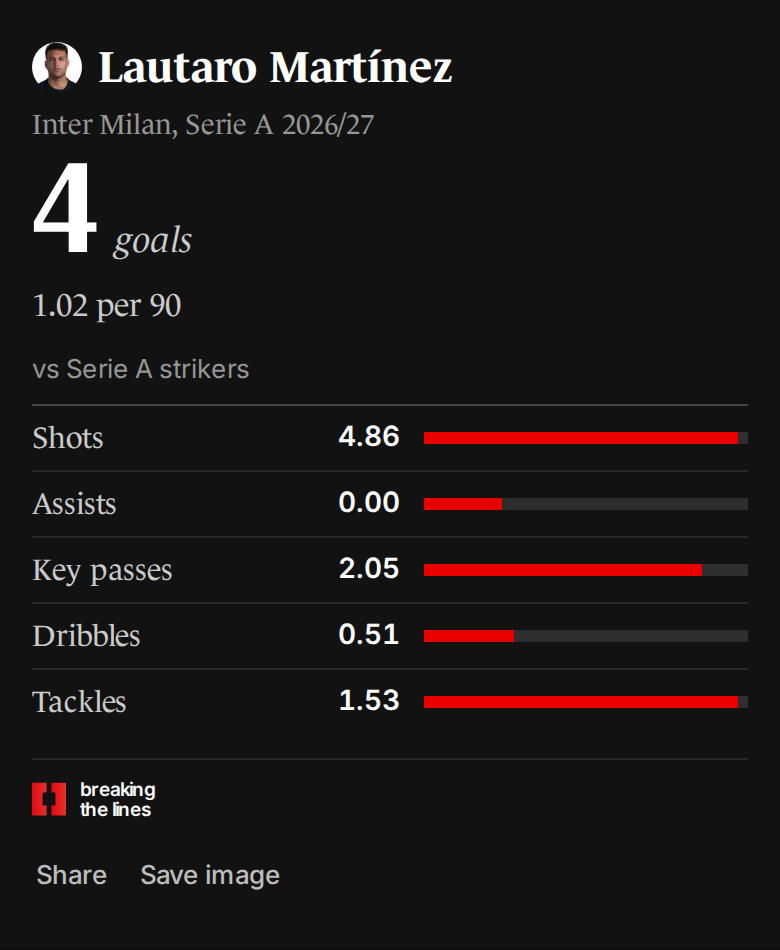 Lautaro Martínez
Inter Milan, Serie A 2026/27
4 goals
1.02 per 90
vs Serie A strikers
Shots 4.86
Assists 0.00
Key passes 2.05
Dribbles 0.51
Tackles 1.53
breaking
the lines
Share Save image